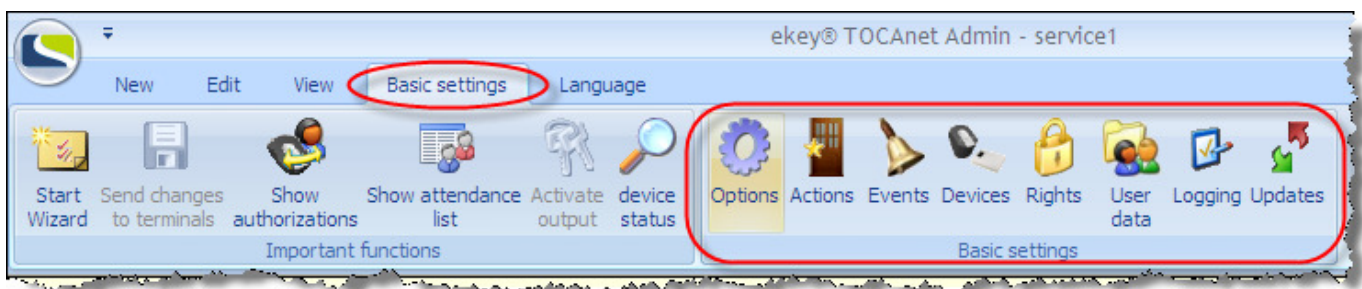 ekey® TOCAnet Admin - service1
New Edit View Basic settings Language
Start Wizard
Send changes to terminals
Show authorizations
Show attendance list
Activate output
device status
Options Actions Events Devices Rights User data Logging Updates
Important functions
Basic settings